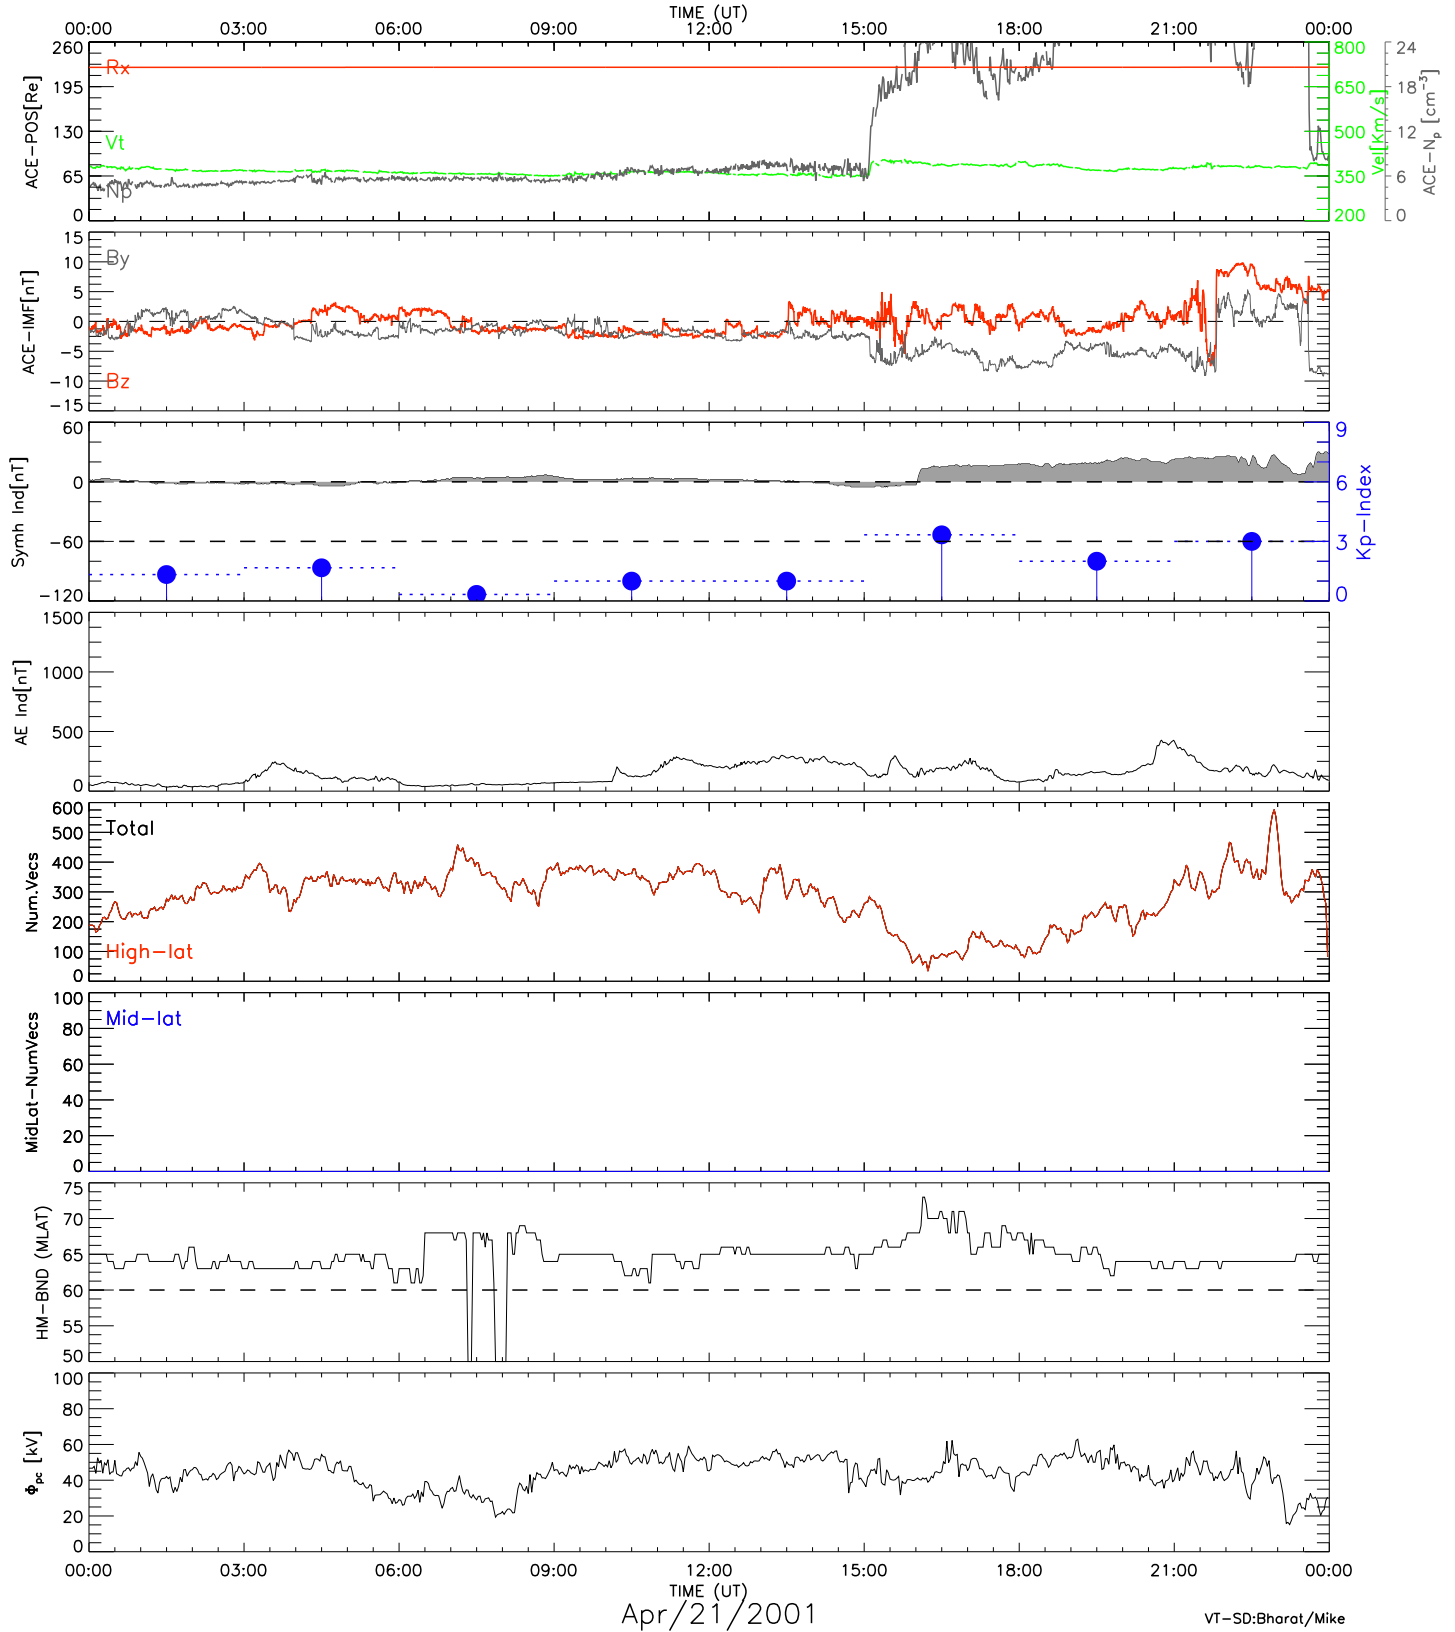 TIME (UT)
00:00 03:00 06:00 09:00 12:00 15:00 18:00 21:00 00:00
ACE-POS[Re]
260
195
130
65
0
Rx
Vt
Np
800
650
500
350
200
Vel[Km/s]
24
18
12
6
0
ACE-Np [cm-3]
ACE-IMF[nT]
15
10
5
0
-5
-10
-15
By
Bz
Symh Ind[nT]
60
0
-60
-120
9
6
3
0
Kp-Index
AE Ind[nT]
1500
1000
500
0
Num.Vecs
600
500
400
300
200
100
0
Total
High-lat
MidLat-NumVecs
100
80
60
40
20
0
Mid-lat
HM-BND (MLAT)
75
70
65
60
55
50
Φpc [kV]
100
80
60
40
20
0
00:00 03:00 06:00 09:00 12:00 15:00 18:00 21:00 00:00
TIME (UT)
Apr/21/2001
VT-SD:Bharat/Mike